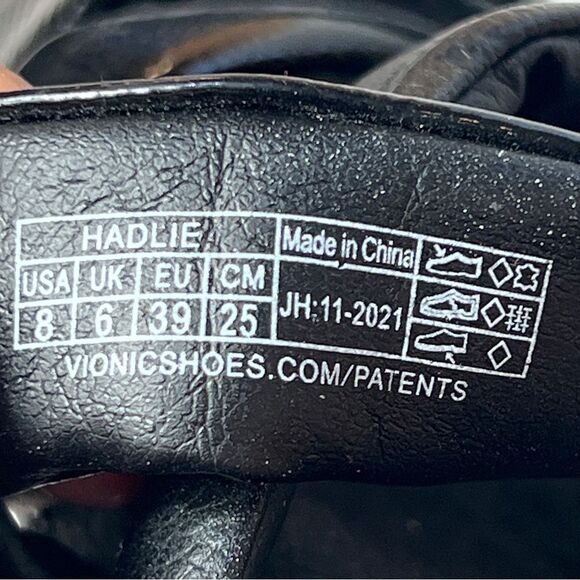 HADLIE
Made in China
USA UK EU CM
8 6 39 25
JH:11-2021
VIONICSHOES.COM/PATENTS